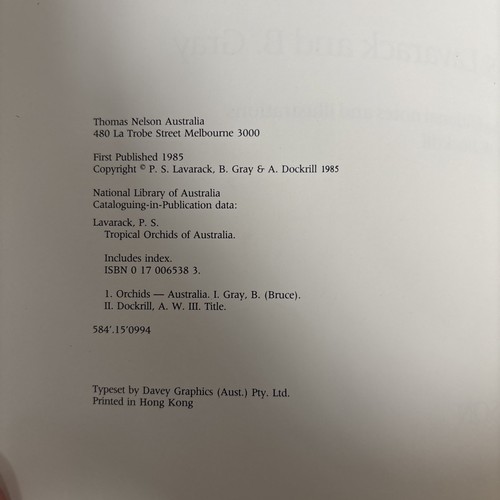 Thomas Nelson Australia
480 La Trobe Street Melbourne 3000
First Published 1985
Copyright © P. S. Lavarack, B. Gray & A. Dockrill 1985
National Library of Australia
Cataloguing-in-Publication data:
Lavarack, P. S.
Tropical Orchids of Australia.
Includes index.
ISBN 0 17 006538 3.
1. Orchids — Australia. I. Gray, B. (Bruce).
II. Dockrill, A. W. III. Title.
584'.15'0994
Typeset by Davey Graphics (Aust.) Pty. Ltd.
Printed in Hong Kong